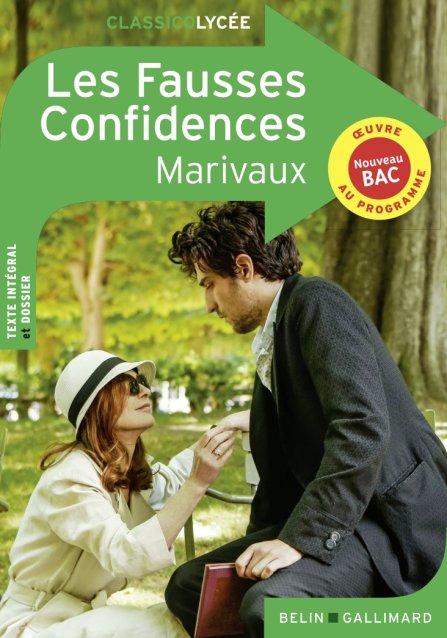 CLASSICOLYCÉE
Les Fausses
Confidences
Marivaux
ŒUVRE
Nouveau
BAC
AU PROGRAMME
TEXTE INTÉGRAL
et DOSSIER
BELIN ■ GALLIMARD